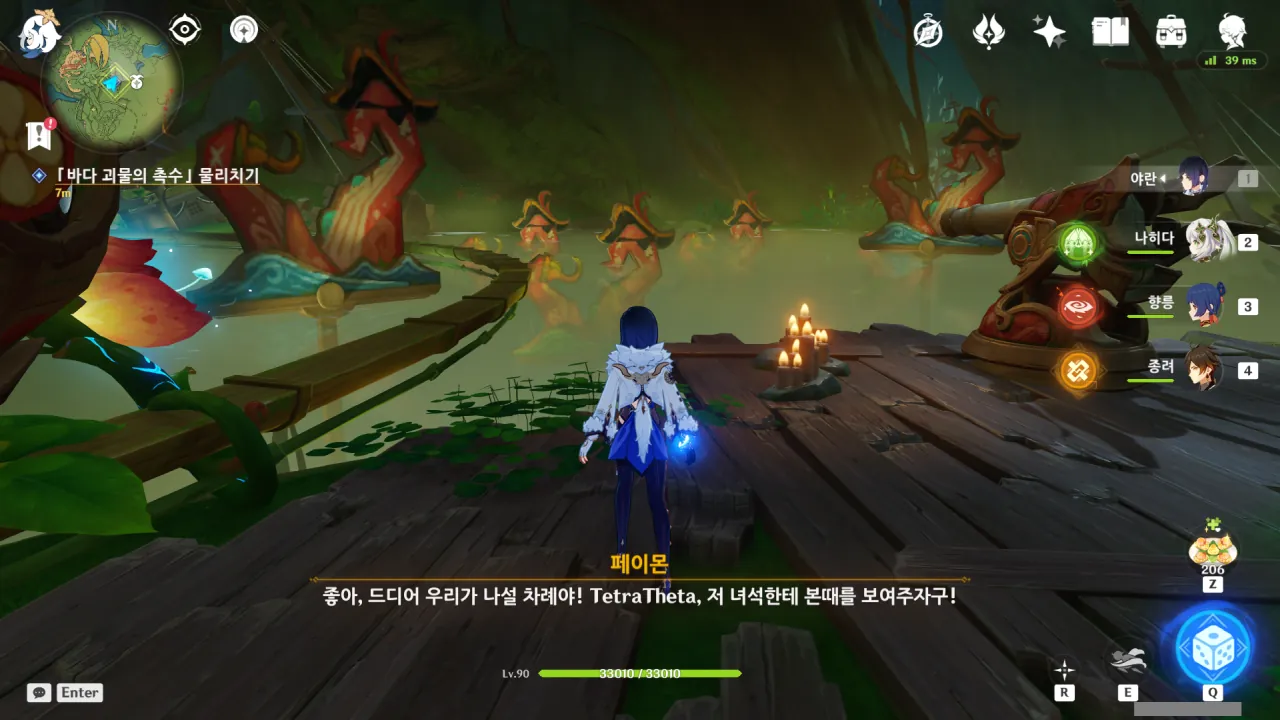 N
39 ms
「바다 괴물의 촉수」 물리치기
7m
야란
1
나히다
2
향릉
3
종려
4
페이몬
좋아, 드디어 우리가 나설 차례야! TetraTheta, 저 녀석한테 본때를 보여주자구!
206
Z
Lv.90
33010 / 33010
Enter
R
E
Q